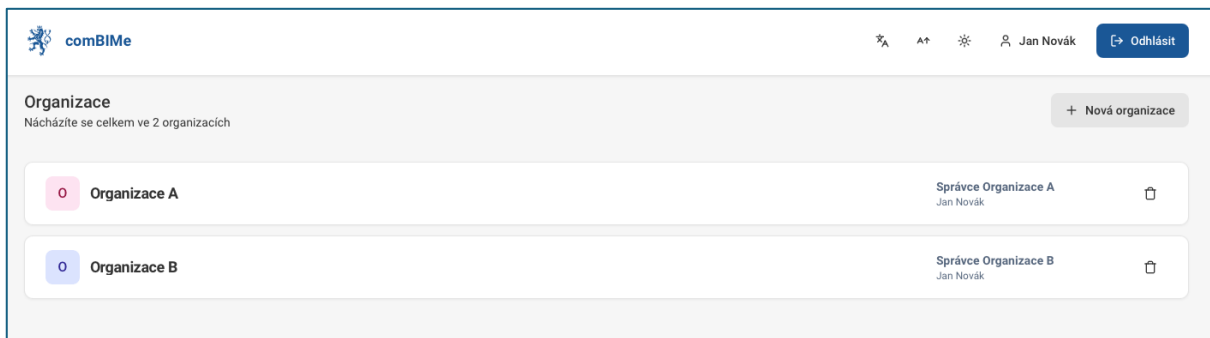 comBIMe
A
Jan Novák
Odhlásit
Organizace
Nácházíte se celkem ve 2 organizacích
+ Nová organizace
O
Organizace A
Správce Organizace A
Jan Novák
O
Organizace B
Správce Organizace B
Jan Novák